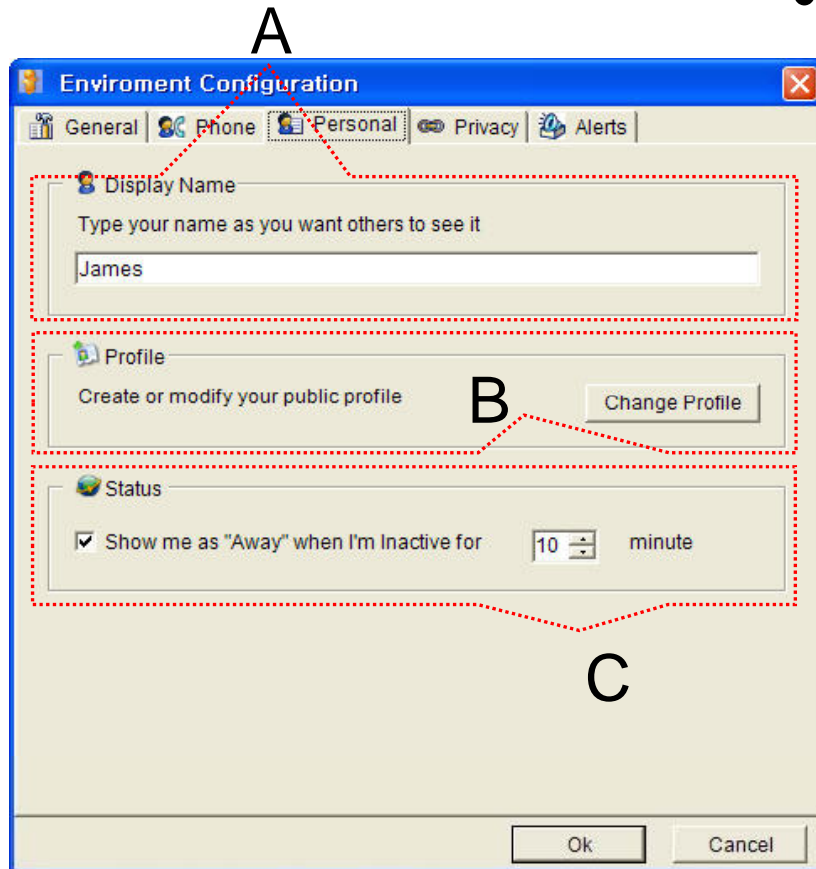 A
Enviroment Configuration
General Phone Personal Privacy Alerts
Display Name
Type your name as you want others to see it
James
Profile
Create or modify your public profile
B
Change Profile
Status
Show me as "Away" when I'm Inactive for 10 minute
C
Ok Cancel